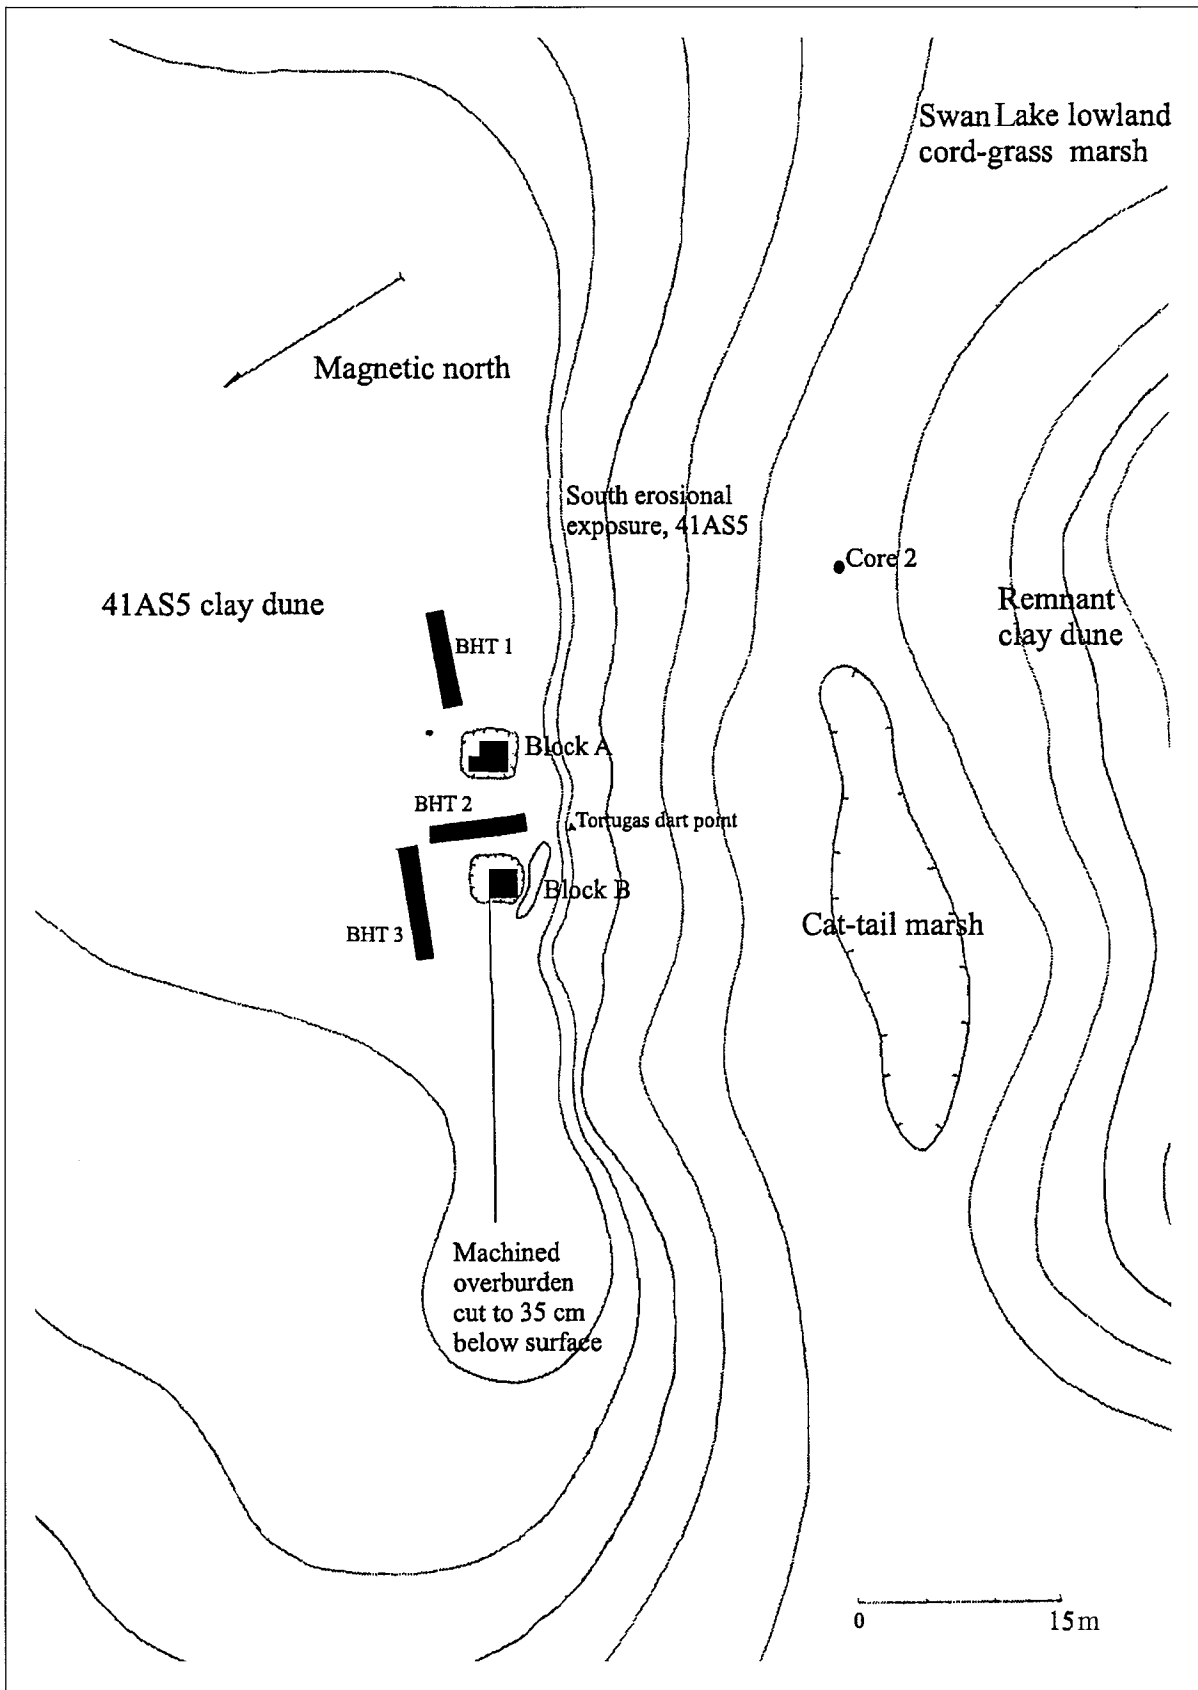 Swan Lake lowland
cord-grass marsh
Magnetic north
South erosional
exposure, 41AS5
Core 2
41AS5 clay dune
Remnant
clay dune
BHT 1
Block A
BHT 2
Tortugas dart point
Block B
Cat-tail marsh
BHT 3
Machined
overburden
cut to 35 cm
below surface
0 15 m